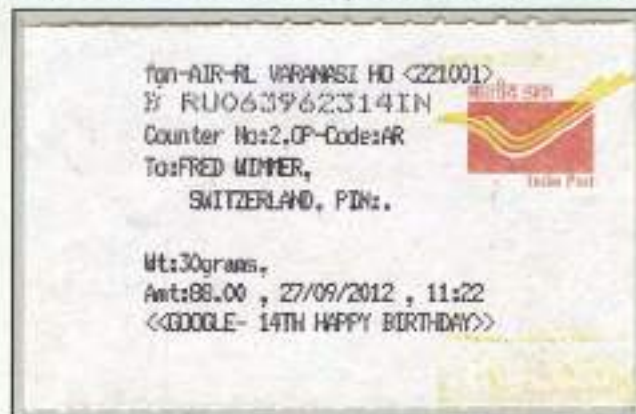 fgn-AIR-RL VARANASI HO <221001>
RU063962314IN
Counter No:2,OP-Code:AR
To:FRED WIMMER,
SWITZERLAND, PIN:.
भारतीय डाक
India Post
Wt:30grams,
Amt:88.00 , 27/09/2012 , 11:22
<<GOOGLE- 14TH HAPPY BIRTHDAY>>